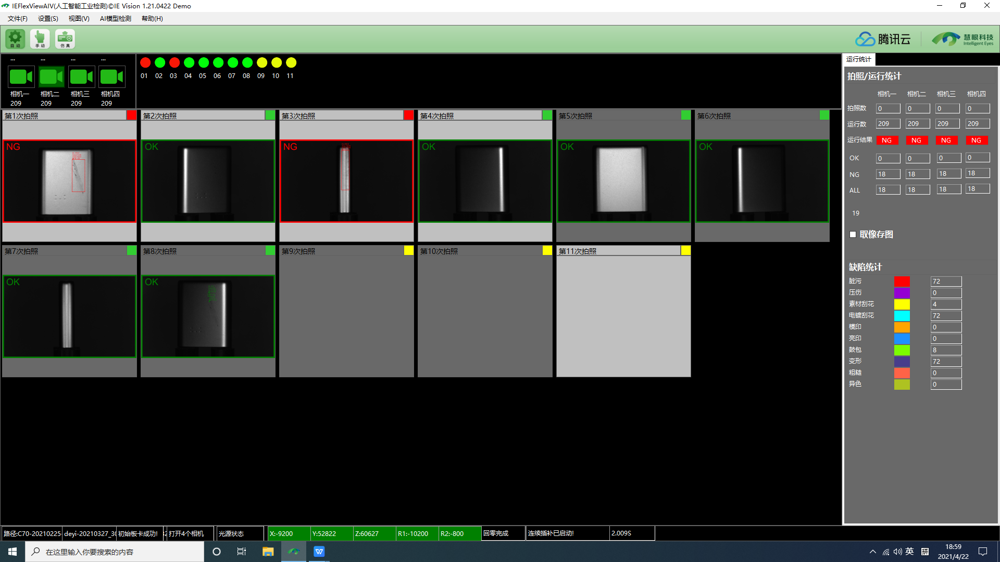 IEFlexViewAIV(人工智能工业检测)©IE Vision 1.21.0422 Demo
文件(F) 设置(S) 视图(V) AI模型检测 帮助(H)
自动 手动 仿真 腾讯云 慧眼科技
Intelligent Eyes
... ... ... ...
相机一 相机二 相机三 相机四
209 209 209 209
01 02 03 04 05 06 07 08 09 10 11
第1次拍照 第2次拍照 第3次拍照 第4次拍照 第5次拍照 第6次拍照
NG OK NG OK OK OK
第7次拍照 第8次拍照 第9次拍照 第10次拍照 第11次拍照
OK OK
运行统计
拍照/运行统计
相机一 相机二 相机三 相机四
拍照数 0 0 0 0
运行数 209 209 209 209
运行结果 NG NG NG NG
OK 0 0 0 0
NG 18 18 18 18
ALL 18 18 18 18
19
取像存图
缺陷统计
脏污 72
压伤 0
素材刮花 4
电镀刮花 72
模印 0
亮印 0
鼓包 8
变形 72
粗糙 0
异色 0
路径:C70-20210225- deyi-20210327_30 初始板卡成功! 打开4个相机 光源状态 X:-9200 Y:52822 Z:60627 R1:-10200 R2:-800 回零完成 连续插补已启动! 2.009S
在这里输入你要搜索的内容
英 拼 18:59
2021/4/22